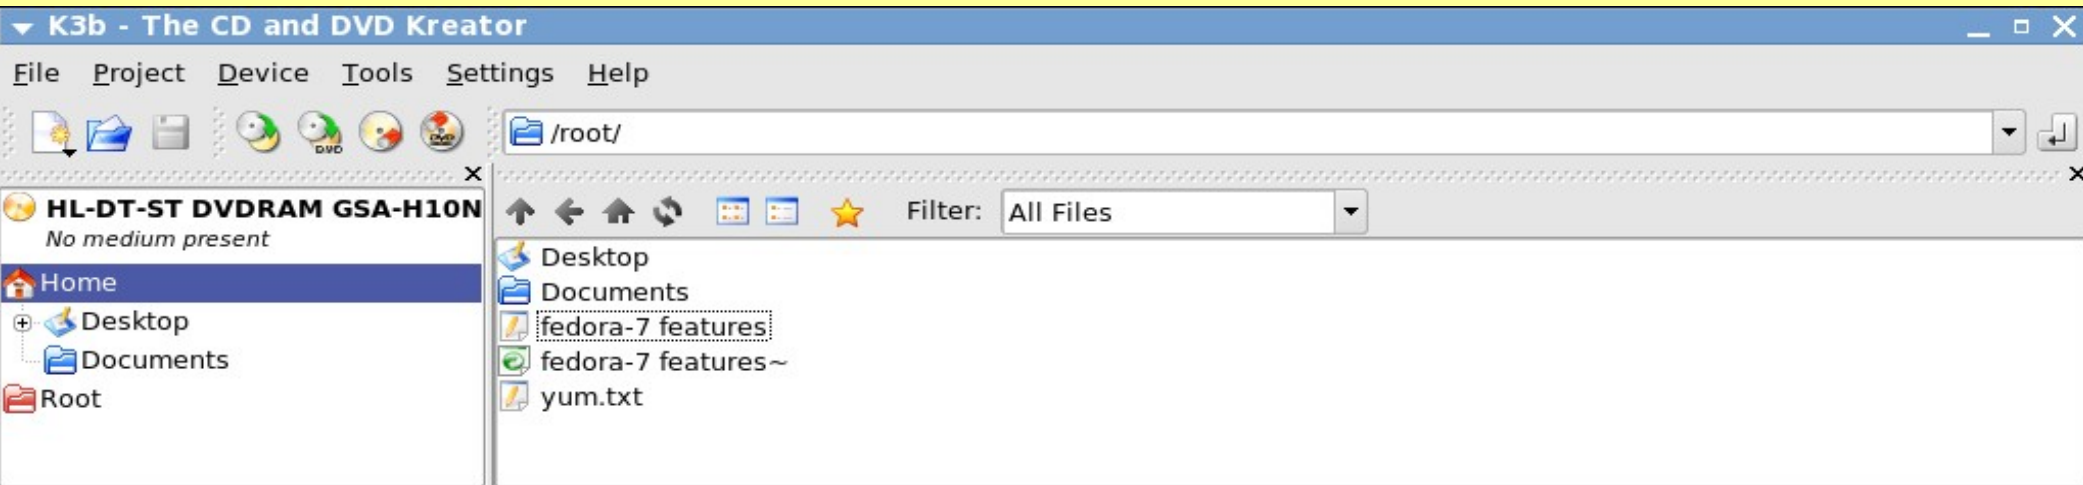 K3b - The CD and DVD Kreator
File Project Device Tools Settings Help
DVD DVD
/root/
HL-DT-ST DVDRAM GSA-H10N
No medium present
Filter: All Files
Home
Desktop
Documents
Root
Desktop
Documents
fedora-7 features
fedora-7 features~
yum.txt